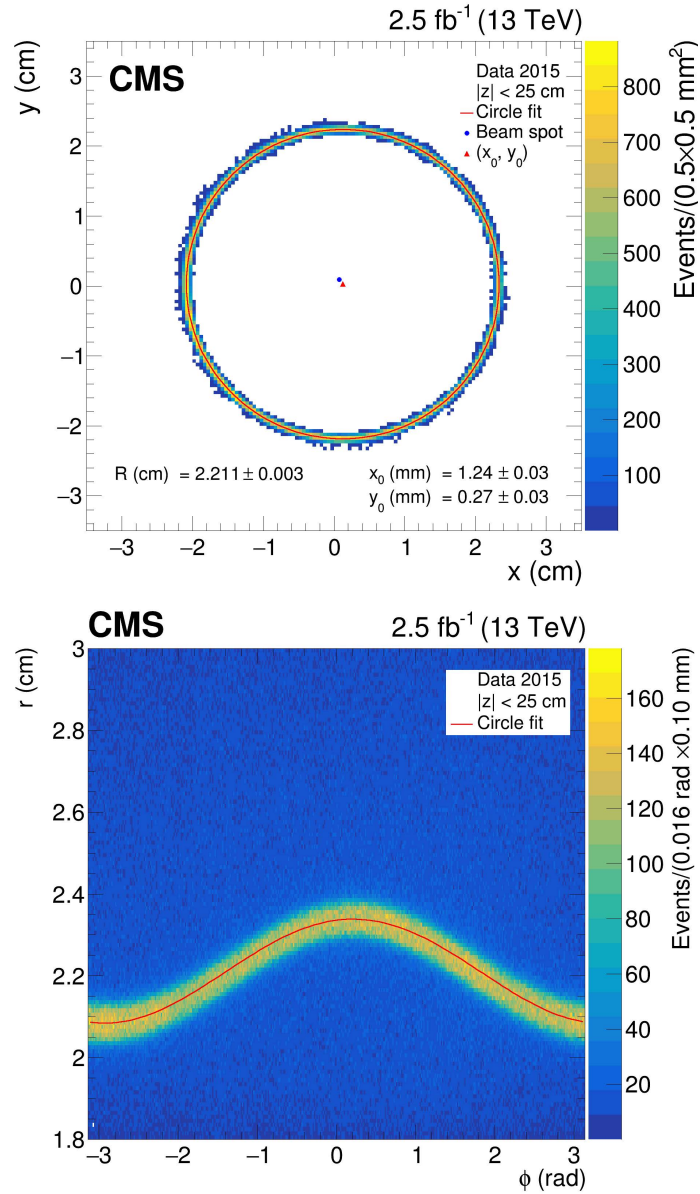 2.5 fb⁻¹ (13 TeV)
CMS
Data 2015
|z| < 25 cm
Circle fit
Beam spot
(x₀, y₀)
y (cm)
3
2
1
0
−1
−2
−3
R (cm) = 2.211 ± 0.003
x₀ (mm) = 1.24 ± 0.03
y₀ (mm) = 0.27 ± 0.03
−3 −2 −1 0 1 2 3
x (cm)
800
700
600
500
400
300
200
100
Events/(0.5×0.5 mm²)
CMS 2.5 fb⁻¹ (13 TeV)
Data 2015
|z| < 25 cm
Circle fit
r (cm)
3
2.8
2.6
2.4
2.2
2
1.8
−3 −2 −1 0 1 2 3
ϕ (rad)
160
140
120
100
80
60
40
20
Events/(0.016 rad ×0.10 mm)